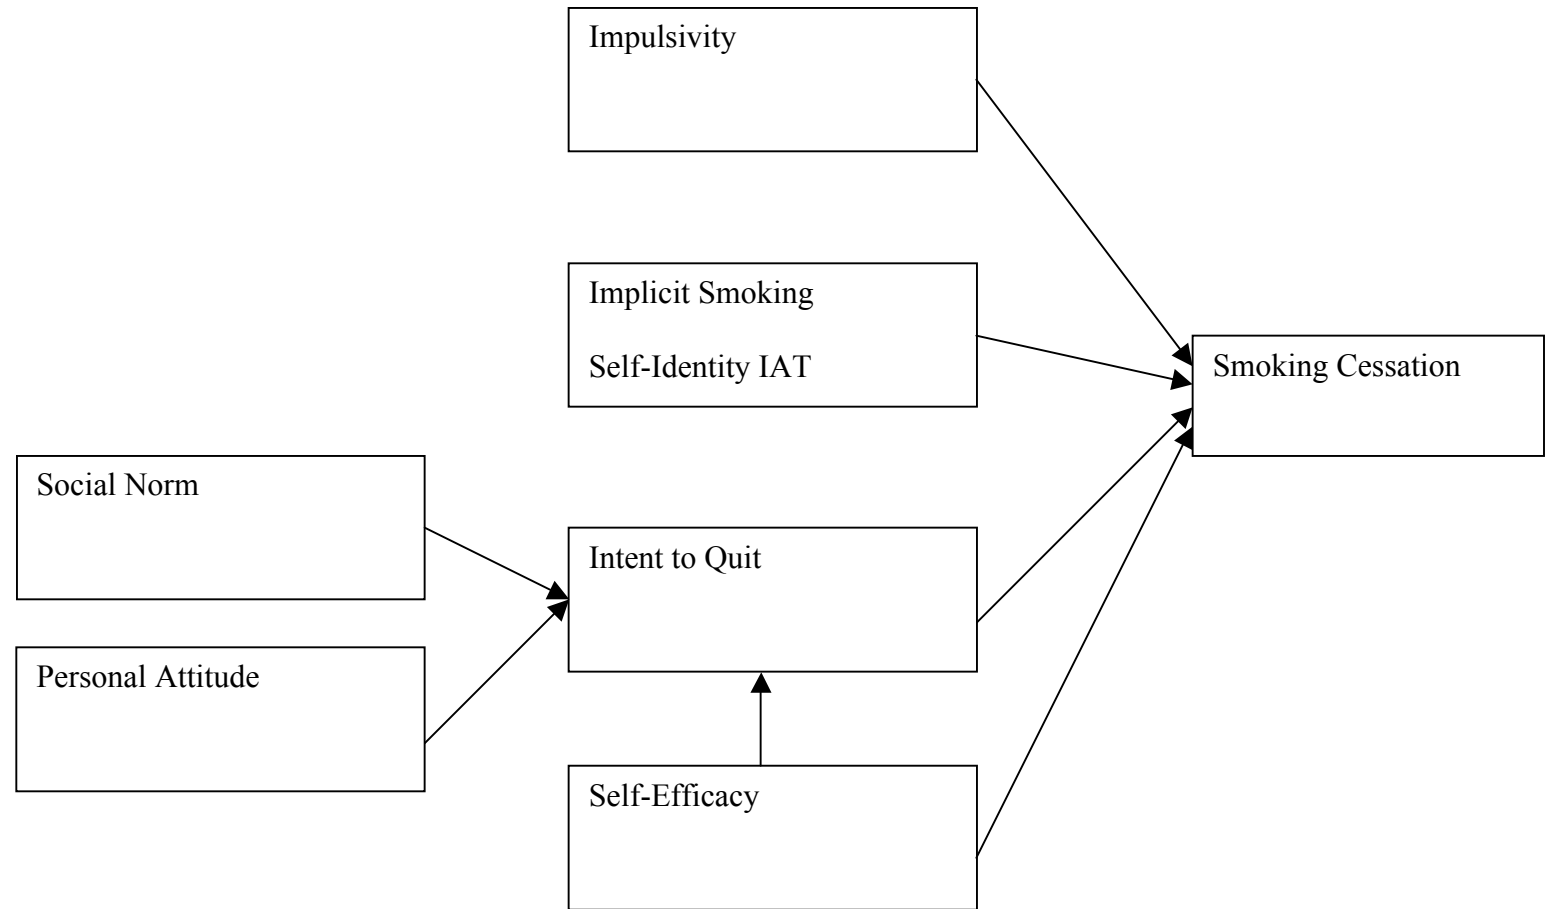 Impulsivity
Implicit Smoking
Self-Identity IAT
Smoking Cessation
Social Norm
Intent to Quit
Personal Attitude
Self-Efficacy